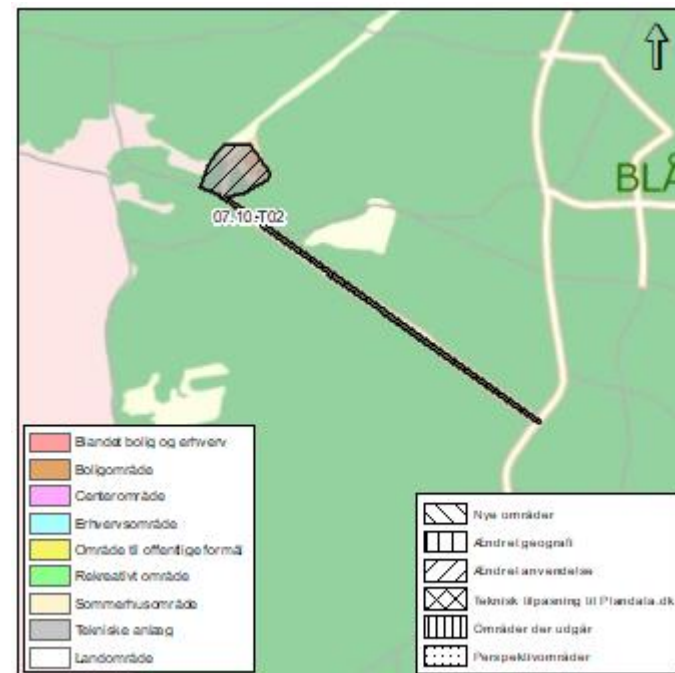 BLÅ
07.10.T02
Blandet bolig og erhverv
Boligområde
Centerområde
Erhvervsområde
Område til offentlige formål
Rekreativt område
Sommerhusområde
Tekniske anlæg
Landområde
Nye områder
Ændret geografi
Ændret anvendelse
Teknisk tilpasning til Plandata.dk
Områder der udgår
Perspektivområder